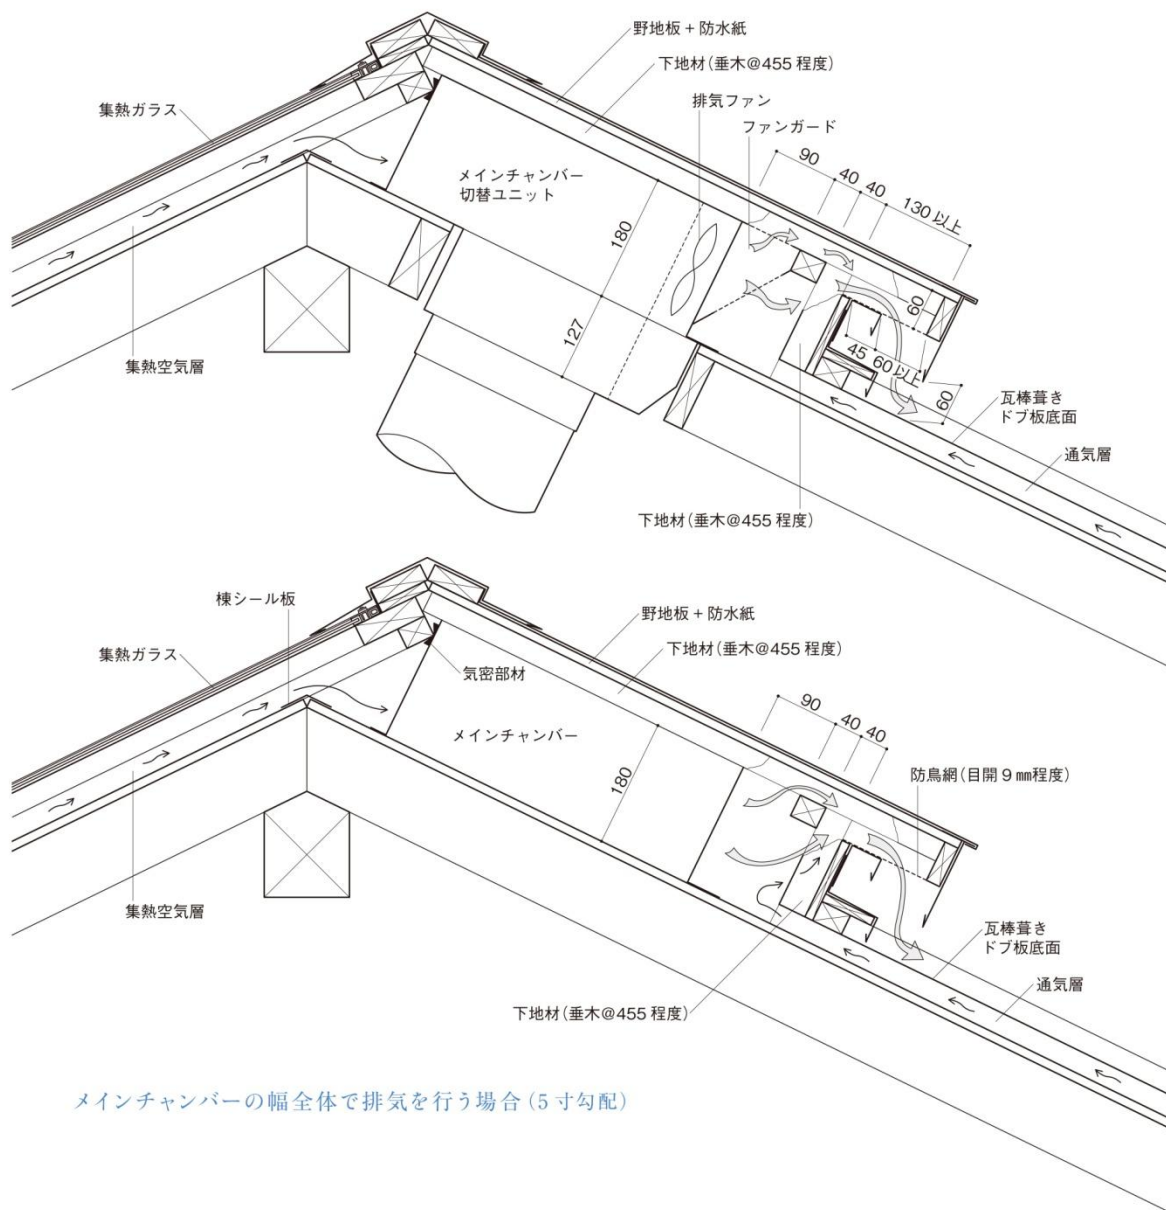 野地板+防水紙
下地材(垂木@455程度)
排気ファン
ファンガード
集熱ガラス
90
40
40
130以上
メインチャンバー
切替ユニット
180
127
60
45
60以上
60
集熱空気層
瓦棒葺き
ドブ板底面
通気層
下地材(垂木@455程度)
棟シール板
野地板+防水紙
集熱ガラス
下地材(垂木@455程度)
気密部材
90
40
40
メインチャンバー
180
防鳥網(目開9㎜程度)
集熱空気層
瓦棒葺き
ドブ板底面
通気層
下地材(垂木@455程度)
メインチャンバーの幅全体で排気を行う場合(5寸勾配)